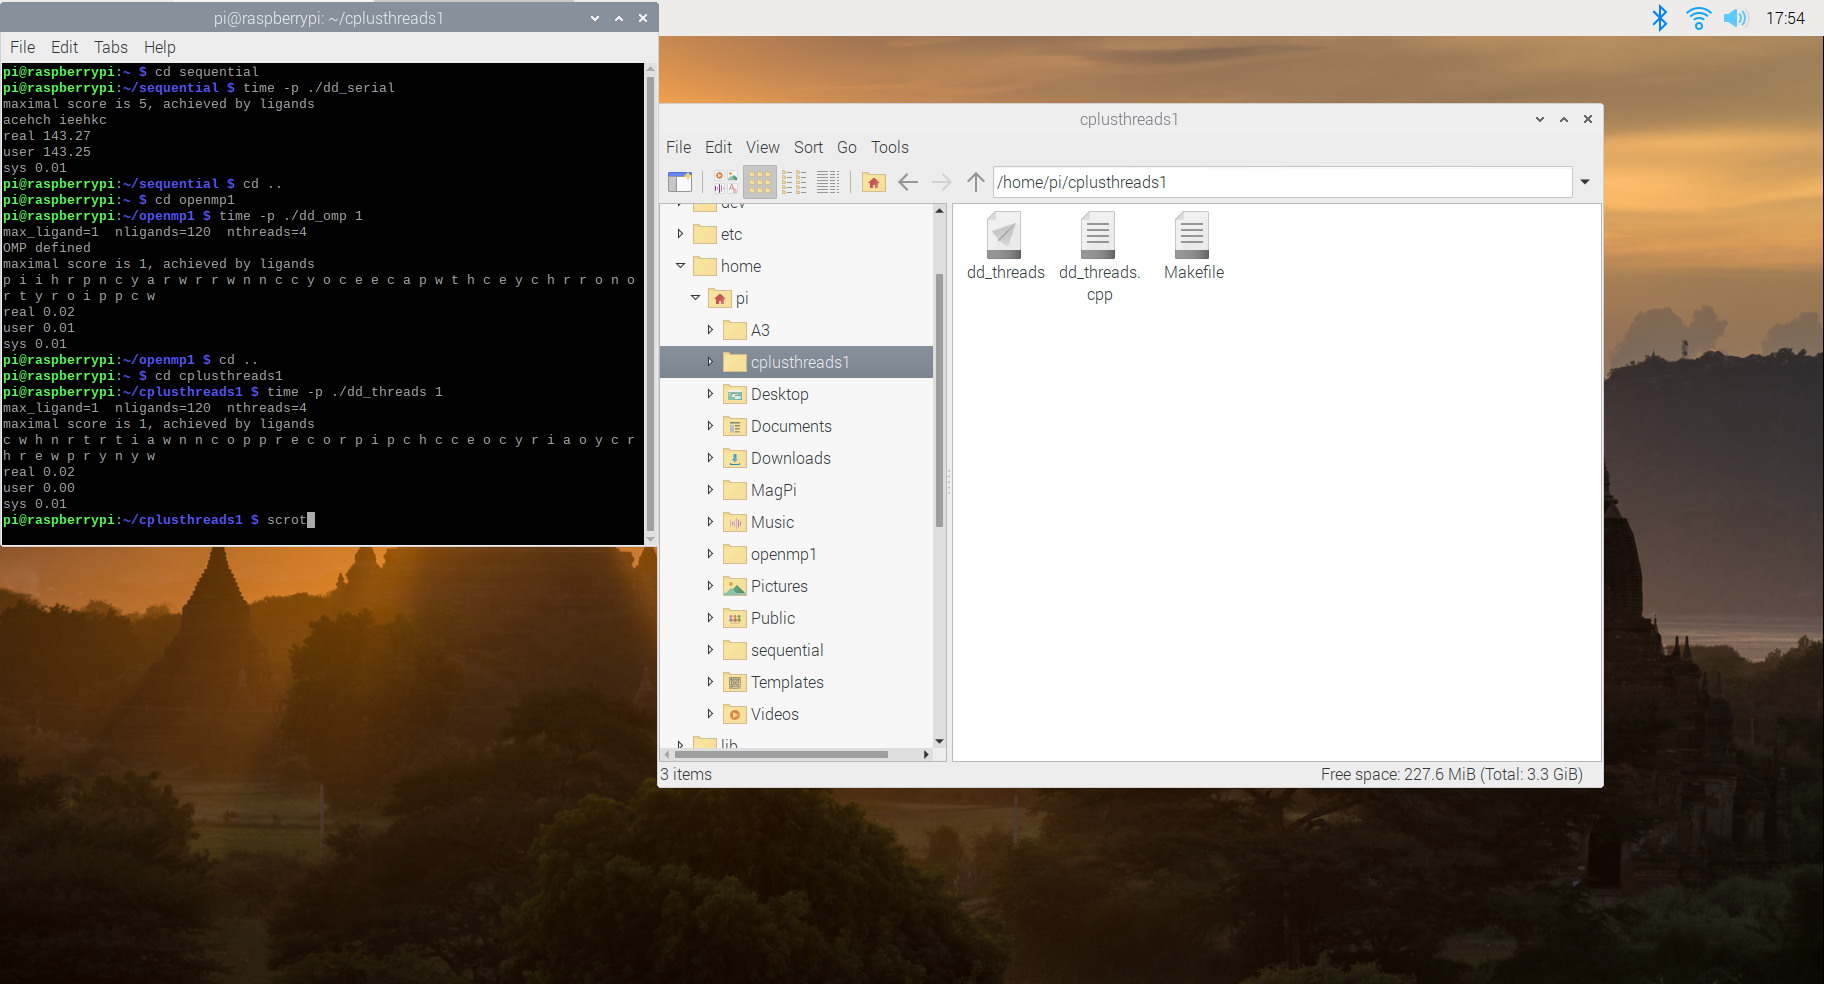 pi@raspberrypi: ~/cplusthreads1
File Edit Tabs Help
pi@raspberrypi:~ $ cd sequential
pi@raspberrypi:~/sequential $ time -p ./dd_serial
maximal score is 5, achieved by ligands
acehch ieehkc
real 143.27
user 143.25
sys 0.01
pi@raspberrypi:~/sequential $ cd ..
pi@raspberrypi:~ $ cd openmp1
pi@raspberrypi:~/openmp1 $ time -p ./dd_omp 1
max_ligand=1  nligands=120  nthreads=4
OMP defined
maximal score is 1, achieved by ligands
p i i h r p n c y a r w r r w n n c c y o c e e c a p w t h c e y c h r r o n o
r t y r o i p p c w
real 0.02
user 0.01
sys 0.01
pi@raspberrypi:~/openmp1 $ cd ..
pi@raspberrypi:~ $ cd cplusthreads1
pi@raspberrypi:~/cplusthreads1 $ time -p ./dd_threads 1
max_ligand=1  nligands=120  nthreads=4
maximal score is 1, achieved by ligands
c w h n r t r t i a w n n c o p p r e c o r p i p c h c c e o c y r i a o y c r
h r e w p r y n y w
real 0.02
user 0.00
sys 0.01
pi@raspberrypi:~/cplusthreads1 $ scrot
17:54
cplusthreads1
File Edit View Sort Go Tools
/home/pi/cplusthreads1
dev
etc
home
pi
A3
cplusthreads1
Desktop
Documents
Downloads
MagPi
Music
openmp1
Pictures
Public
sequential
Templates
Videos
lib
dd_threads
dd_threads.
cpp
Makefile
3 items
Free space: 227.6 MiB (Total: 3.3 GiB)